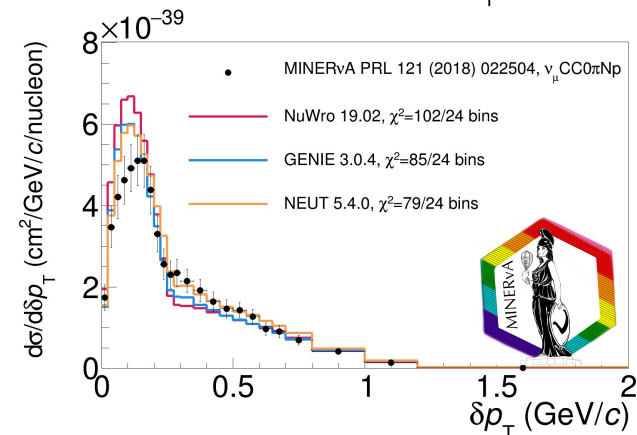 ×10⁻³⁹
8
6
4
2
0
dσ/dδp_T (cm²/GeV/c/nucleon)
MINERνA PRL 121 (2018) 022504, ν_μCC0πNp
NuWro 19.02, χ²=102/24 bins
GENIE 3.0.4, χ²=85/24 bins
NEUT 5.4.0, χ²=79/24 bins
MINERνA
ν
0 0.5 1 1.5 2
δp_T (GeV/c)